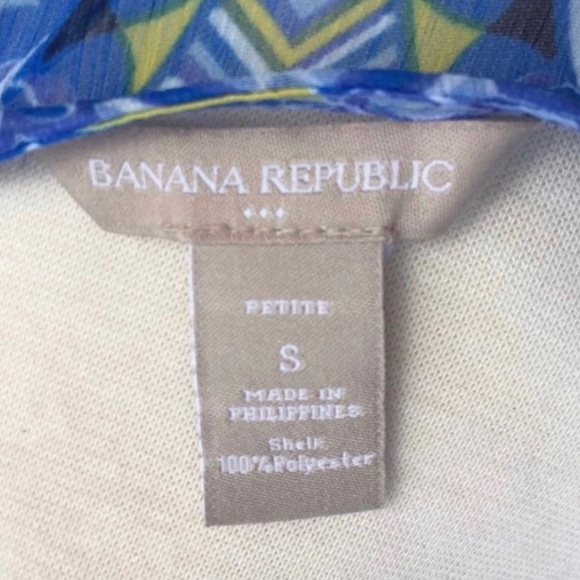 BANANA REPUBLIC
PETITE
S
MADE IN
PHILIPPINES
Shell:
100%Polyester